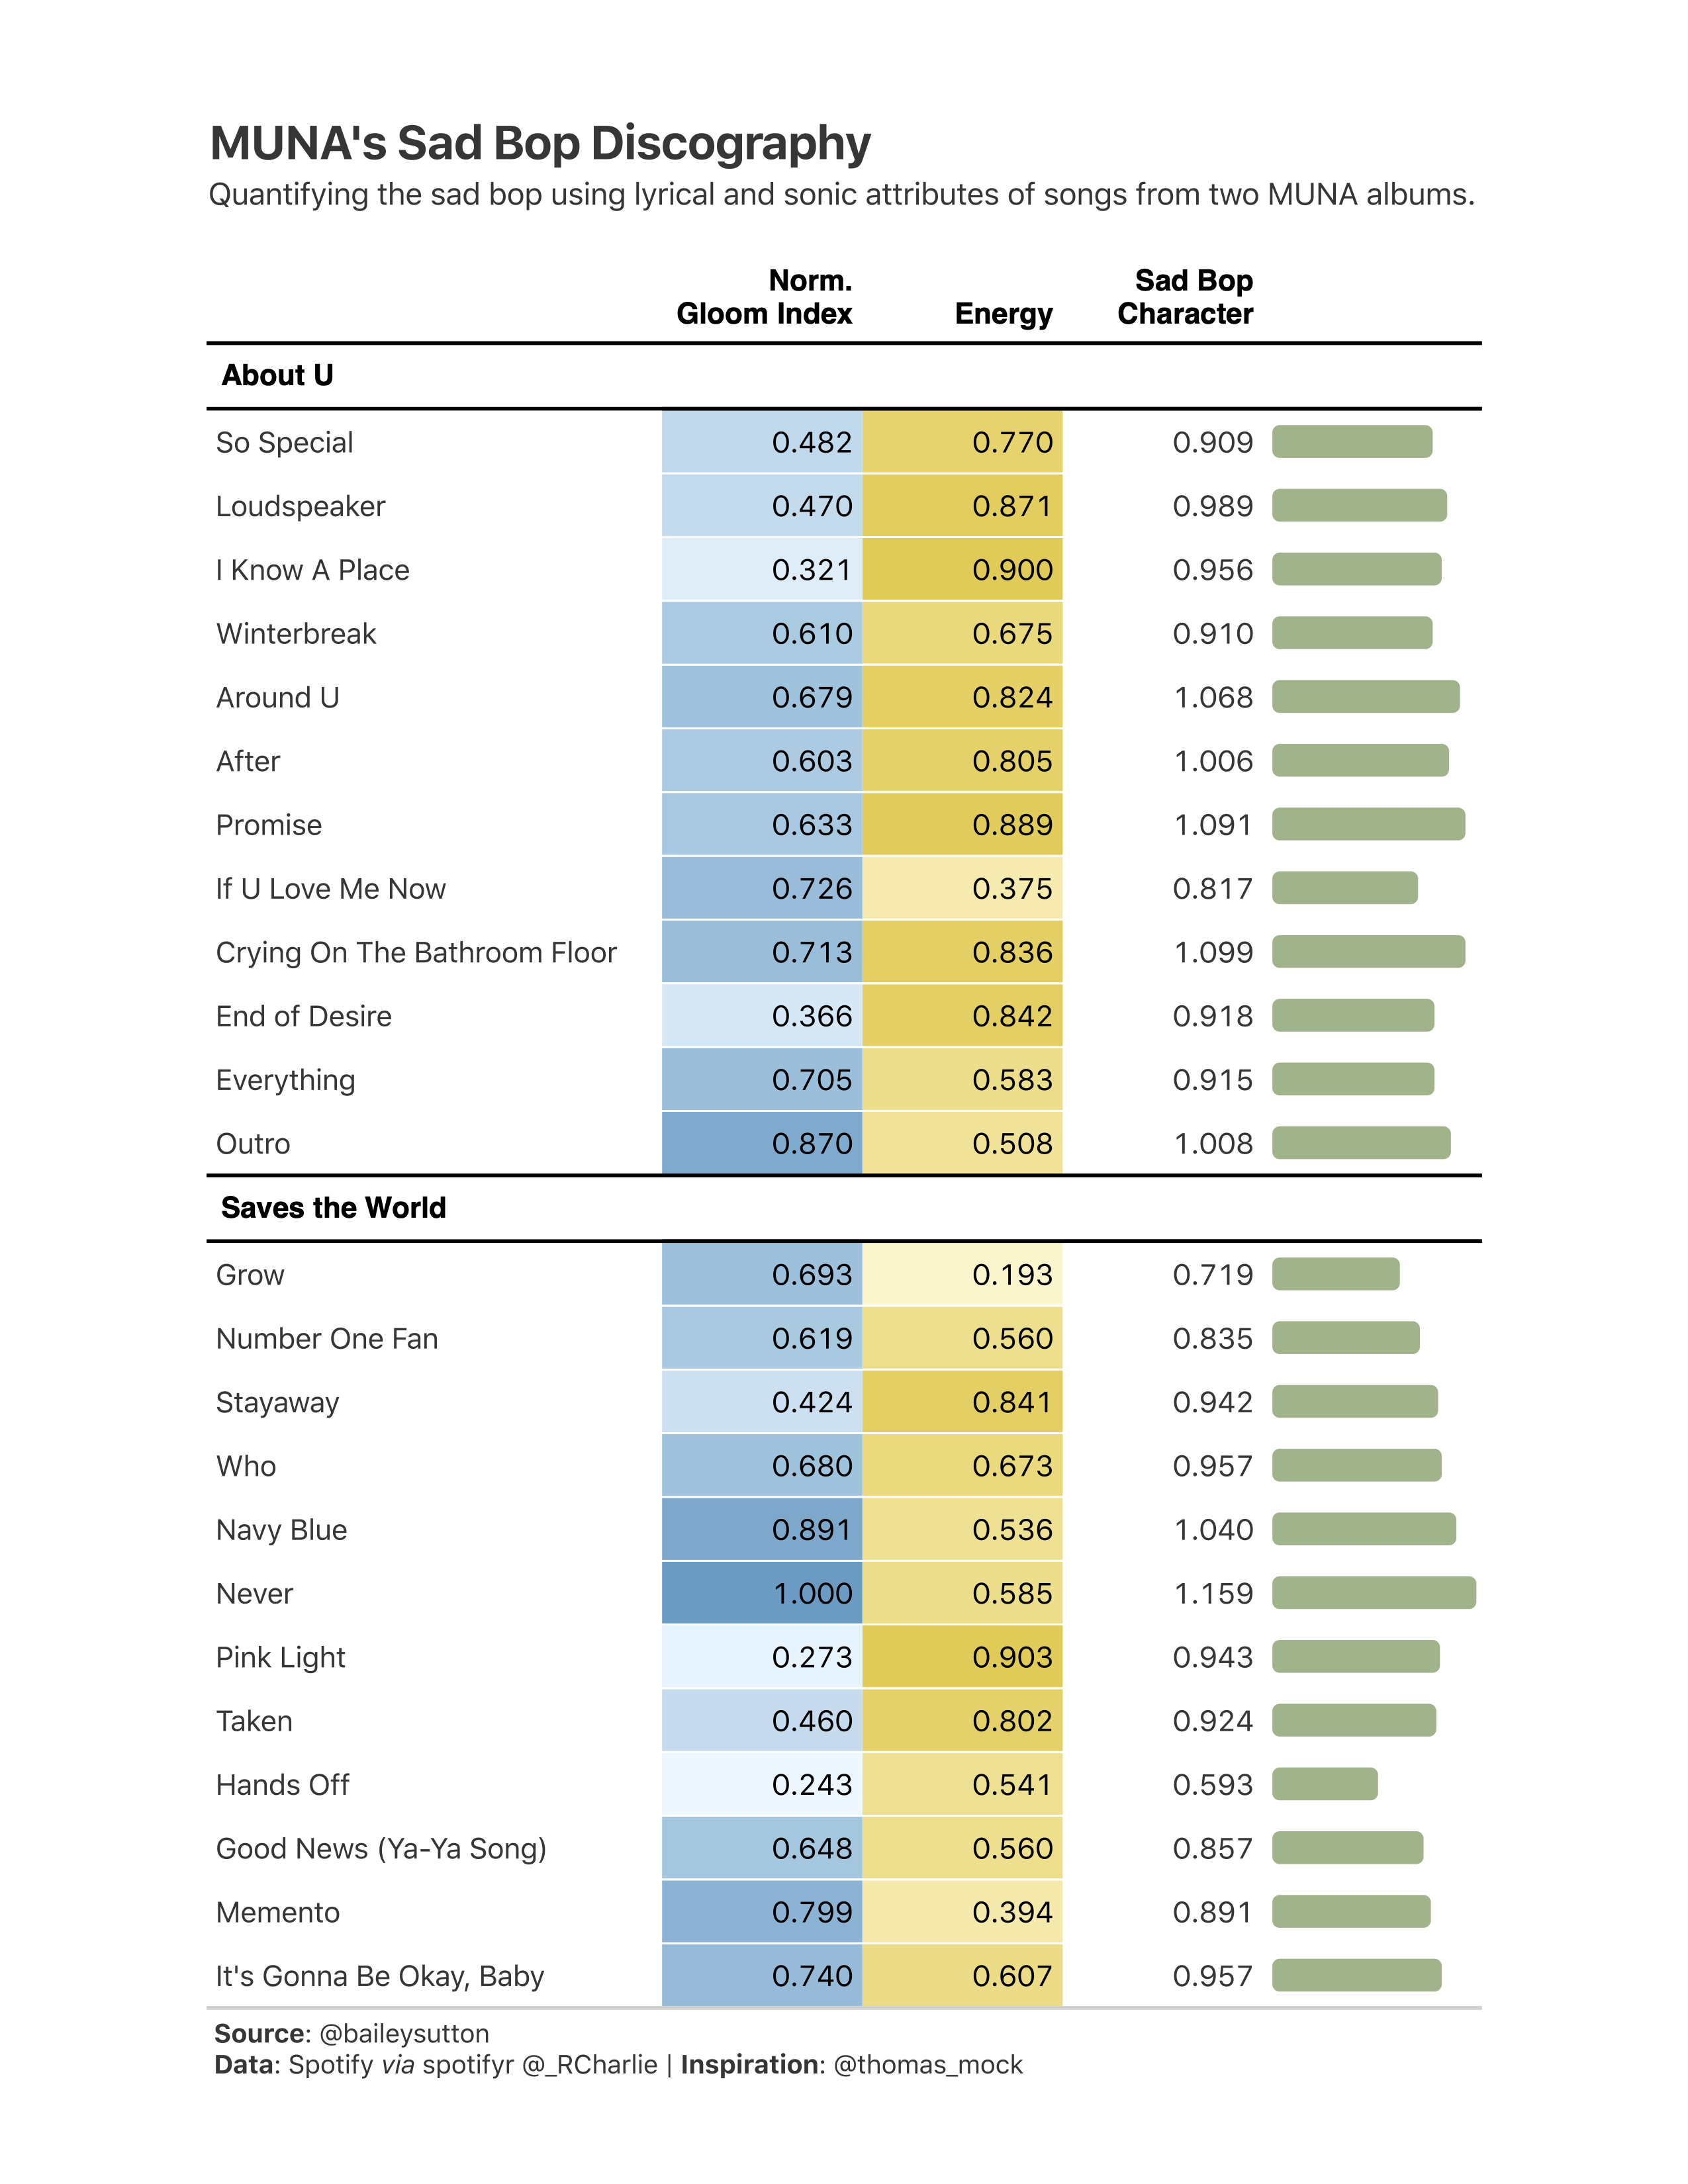 MUNA's Sad Bop Discography
Quantifying the sad bop using lyrical and sonic attributes of songs from two MUNA albums.
Norm. Gloom Index Energy Sad Bop Character
About U
So Special 0.482 0.770 0.909
Loudspeaker 0.470 0.871 0.989
I Know A Place 0.321 0.900 0.956
Winterbreak 0.610 0.675 0.910
Around U 0.679 0.824 1.068
After 0.603 0.805 1.006
Promise 0.633 0.889 1.091
If U Love Me Now 0.726 0.375 0.817
Crying On The Bathroom Floor 0.713 0.836 1.099
End of Desire 0.366 0.842 0.918
Everything 0.705 0.583 0.915
Outro 0.870 0.508 1.008
Saves the World
Grow 0.693 0.193 0.719
Number One Fan 0.619 0.560 0.835
Stayaway 0.424 0.841 0.942
Who 0.680 0.673 0.957
Navy Blue 0.891 0.536 1.040
Never 1.000 0.585 1.159
Pink Light 0.273 0.903 0.943
Taken 0.460 0.802 0.924
Hands Off 0.243 0.541 0.593
Good News (Ya-Ya Song) 0.648 0.560 0.857
Memento 0.799 0.394 0.891
It's Gonna Be Okay, Baby 0.740 0.607 0.957
Source: @baileysutton
Data: Spotify via spotifyr @_RCharlie | Inspiration: @thomas_mock